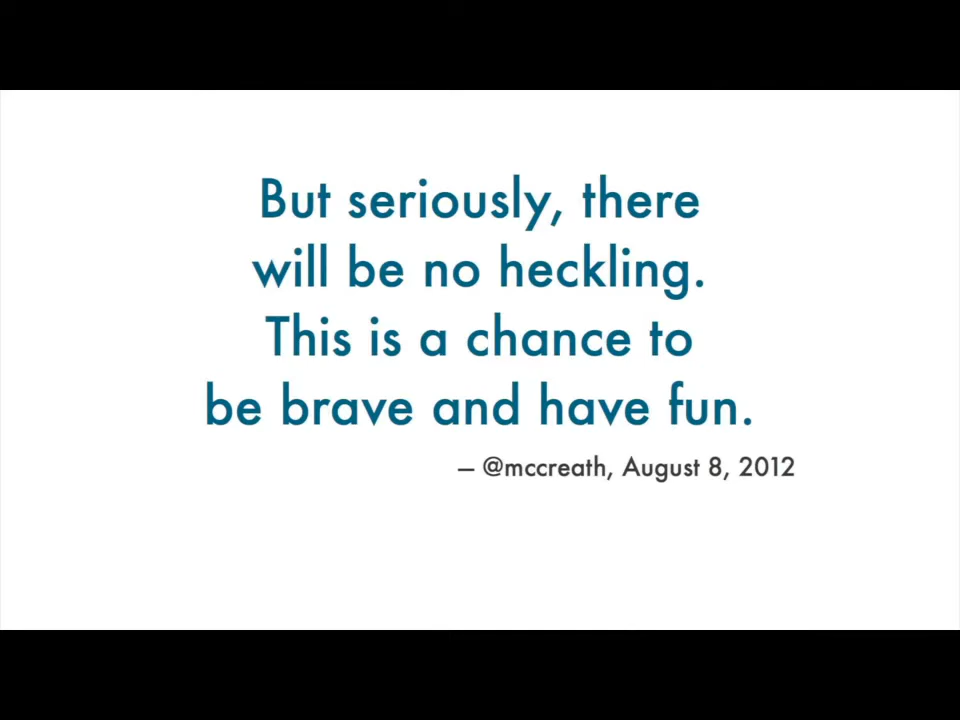 But seriously, there
will be no heckling.
This is a chance to
be brave and have fun.
— @mccreath, August 8, 2012